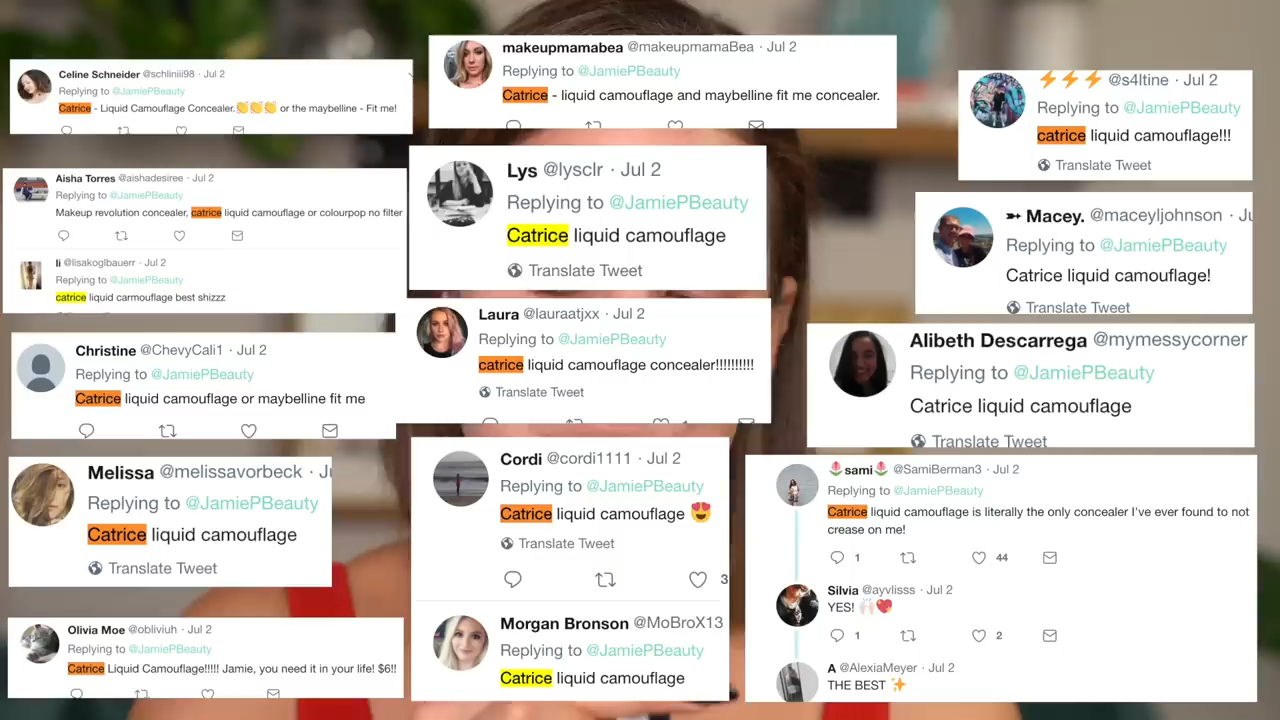 Celine Schneider @schliniii98 · Jul 2
Replying to @JamiePBeauty
Catrice - Liquid Camouflage Concealer.👏👏👏 or the maybelline - Fit me!
Aisha Torres @aishadesiree · Jul 2
Replying to @JamiePBeauty
Makeup revolution concealer, catrice liquid camouflage or colourpop no filter
li @lisakoglbauerr · Jul 2
Replying to @JamiePBeauty
catrice liquid carmouflage best shizzz
Christine @ChevyCali1 · Jul 2
Replying to @JamiePBeauty
Catrice liquid camouflage or maybelline fit me
Melissa @melissavorbeck · Ju
Replying to @JamiePBeauty
Catrice liquid camouflage
Translate Tweet
Olivia Moe @obliviuh · Jul 2
Replying to @JamiePBeauty
Catrice Liquid Camouflage!!!!! Jamie, you need it in your life! $6!!
makeupmamabea @makeupmamaBea · Jul 2
Replying to @JamiePBeauty
Catrice - liquid camouflage and maybelline fit me concealer.
Lys @lysclr · Jul 2
Replying to @JamiePBeauty
Catrice liquid camouflage
Translate Tweet
Laura @lauraatjxx · Jul 2
Replying to @JamiePBeauty
catrice liquid camouflage concealer!!!!!!!!!!
Translate Tweet
Cordi @cordi1111 · Jul 2
Replying to @JamiePBeauty
Catrice liquid camouflage 😍
Translate Tweet
3
Morgan Bronson @MoBroX13
Replying to @JamiePBeauty
Catrice liquid camouflage
⚡⚡⚡ @s4ltine · Jul 2
Replying to @JamiePBeauty
catrice liquid camouflage!!!
Translate Tweet
➳ Macey. @maceyljohnson · Ju
Replying to @JamiePBeauty
Catrice liquid camouflage!
Translate Tweet
Alibeth Descarrega @mymessycorner
Replying to @JamiePBeauty
Catrice liquid camouflage
Translate Tweet
🌷sami🌷 @SamiBerman3 · Jul 2
Replying to @JamiePBeauty
Catrice liquid camouflage is literally the only concealer I've ever found to not
crease on me!
1 44
Silvia @ayvlisss · Jul 2
YES! 🙌🏻💖
1 2
A @AlexiaMeyer · Jul 2
THE BEST ✨